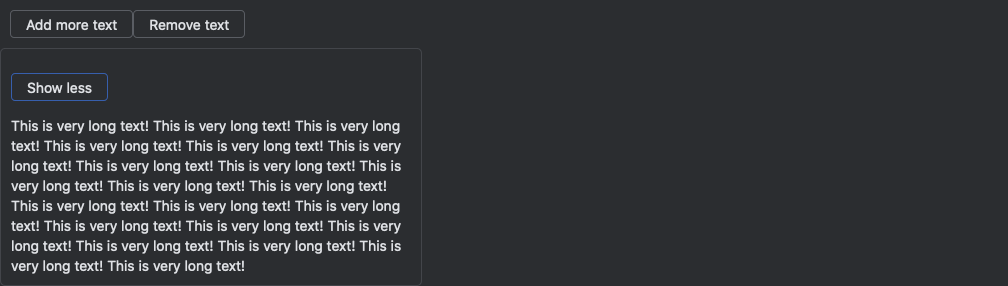 Add more text Remove text
Show less
This is very long text! This is very long text! This is very long
text! This is very long text! This is very long text! This is very
long text! This is very long text! This is very long text! This is
very long text! This is very long text! This is very long text!
This is very long text! This is very long text! This is very long
text! This is very long text! This is very long text! This is very
long text! This is very long text! This is very long text! This is
very long text! This is very long text!